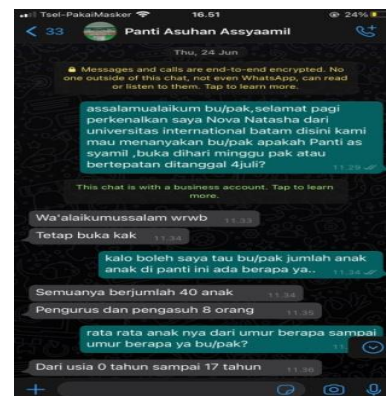 Tsel-PakaiMasker 16.51 24%
33 Panti Asuhan Assyaamil
Thu, 24 Jun
Messages and calls are end-to-end encrypted. No
one outside of this chat, not even WhatsApp, can read
or listen to them. Tap to learn more.
assalamualaikum bu/pak,selamat pagi
perkenalkan saya Nova Natasha dari
universitas international batam disini kami
mau menanyakan bu/pak apakah Panti as
syamil ,buka dihari minggu pak atau
bertepatan ditanggal 4juli? 11.29
This chat is with a business account. Tap to learn
more.
Wa'alaikumussalam wrwb 11.33
Tetap buka kak 11.34
kalo boleh saya tau bu/pak jumlah anak
anak di panti ini ada berapa ya.. 11.34
Semuanya berjumlah 40 anak 11.34
Pengurus dan pengasuh 8 orang 11.35
rata rata anak nya dari umur berapa sampai
umur berapa ya bu/pak? 11
Dari usia 0 tahun sampai 17 tahun 11.36